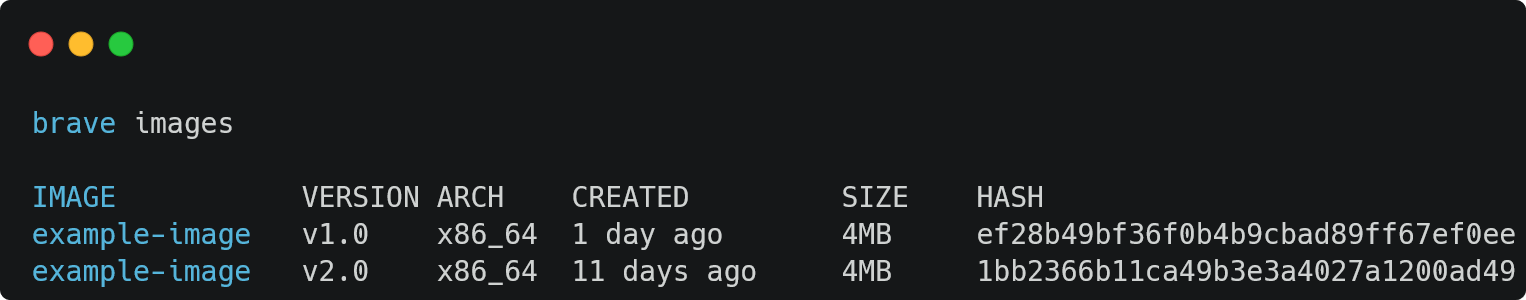 brave images
IMAGE VERSION ARCH CREATED SIZE HASH
example-image v1.0 x86_64 1 day ago 4MB ef28b49bf36f0b4b9cbad89ff67ef0ee
example-image v2.0 x86_64 11 days ago 4MB 1bb2366b11ca49b3e3a4027a1200ad49